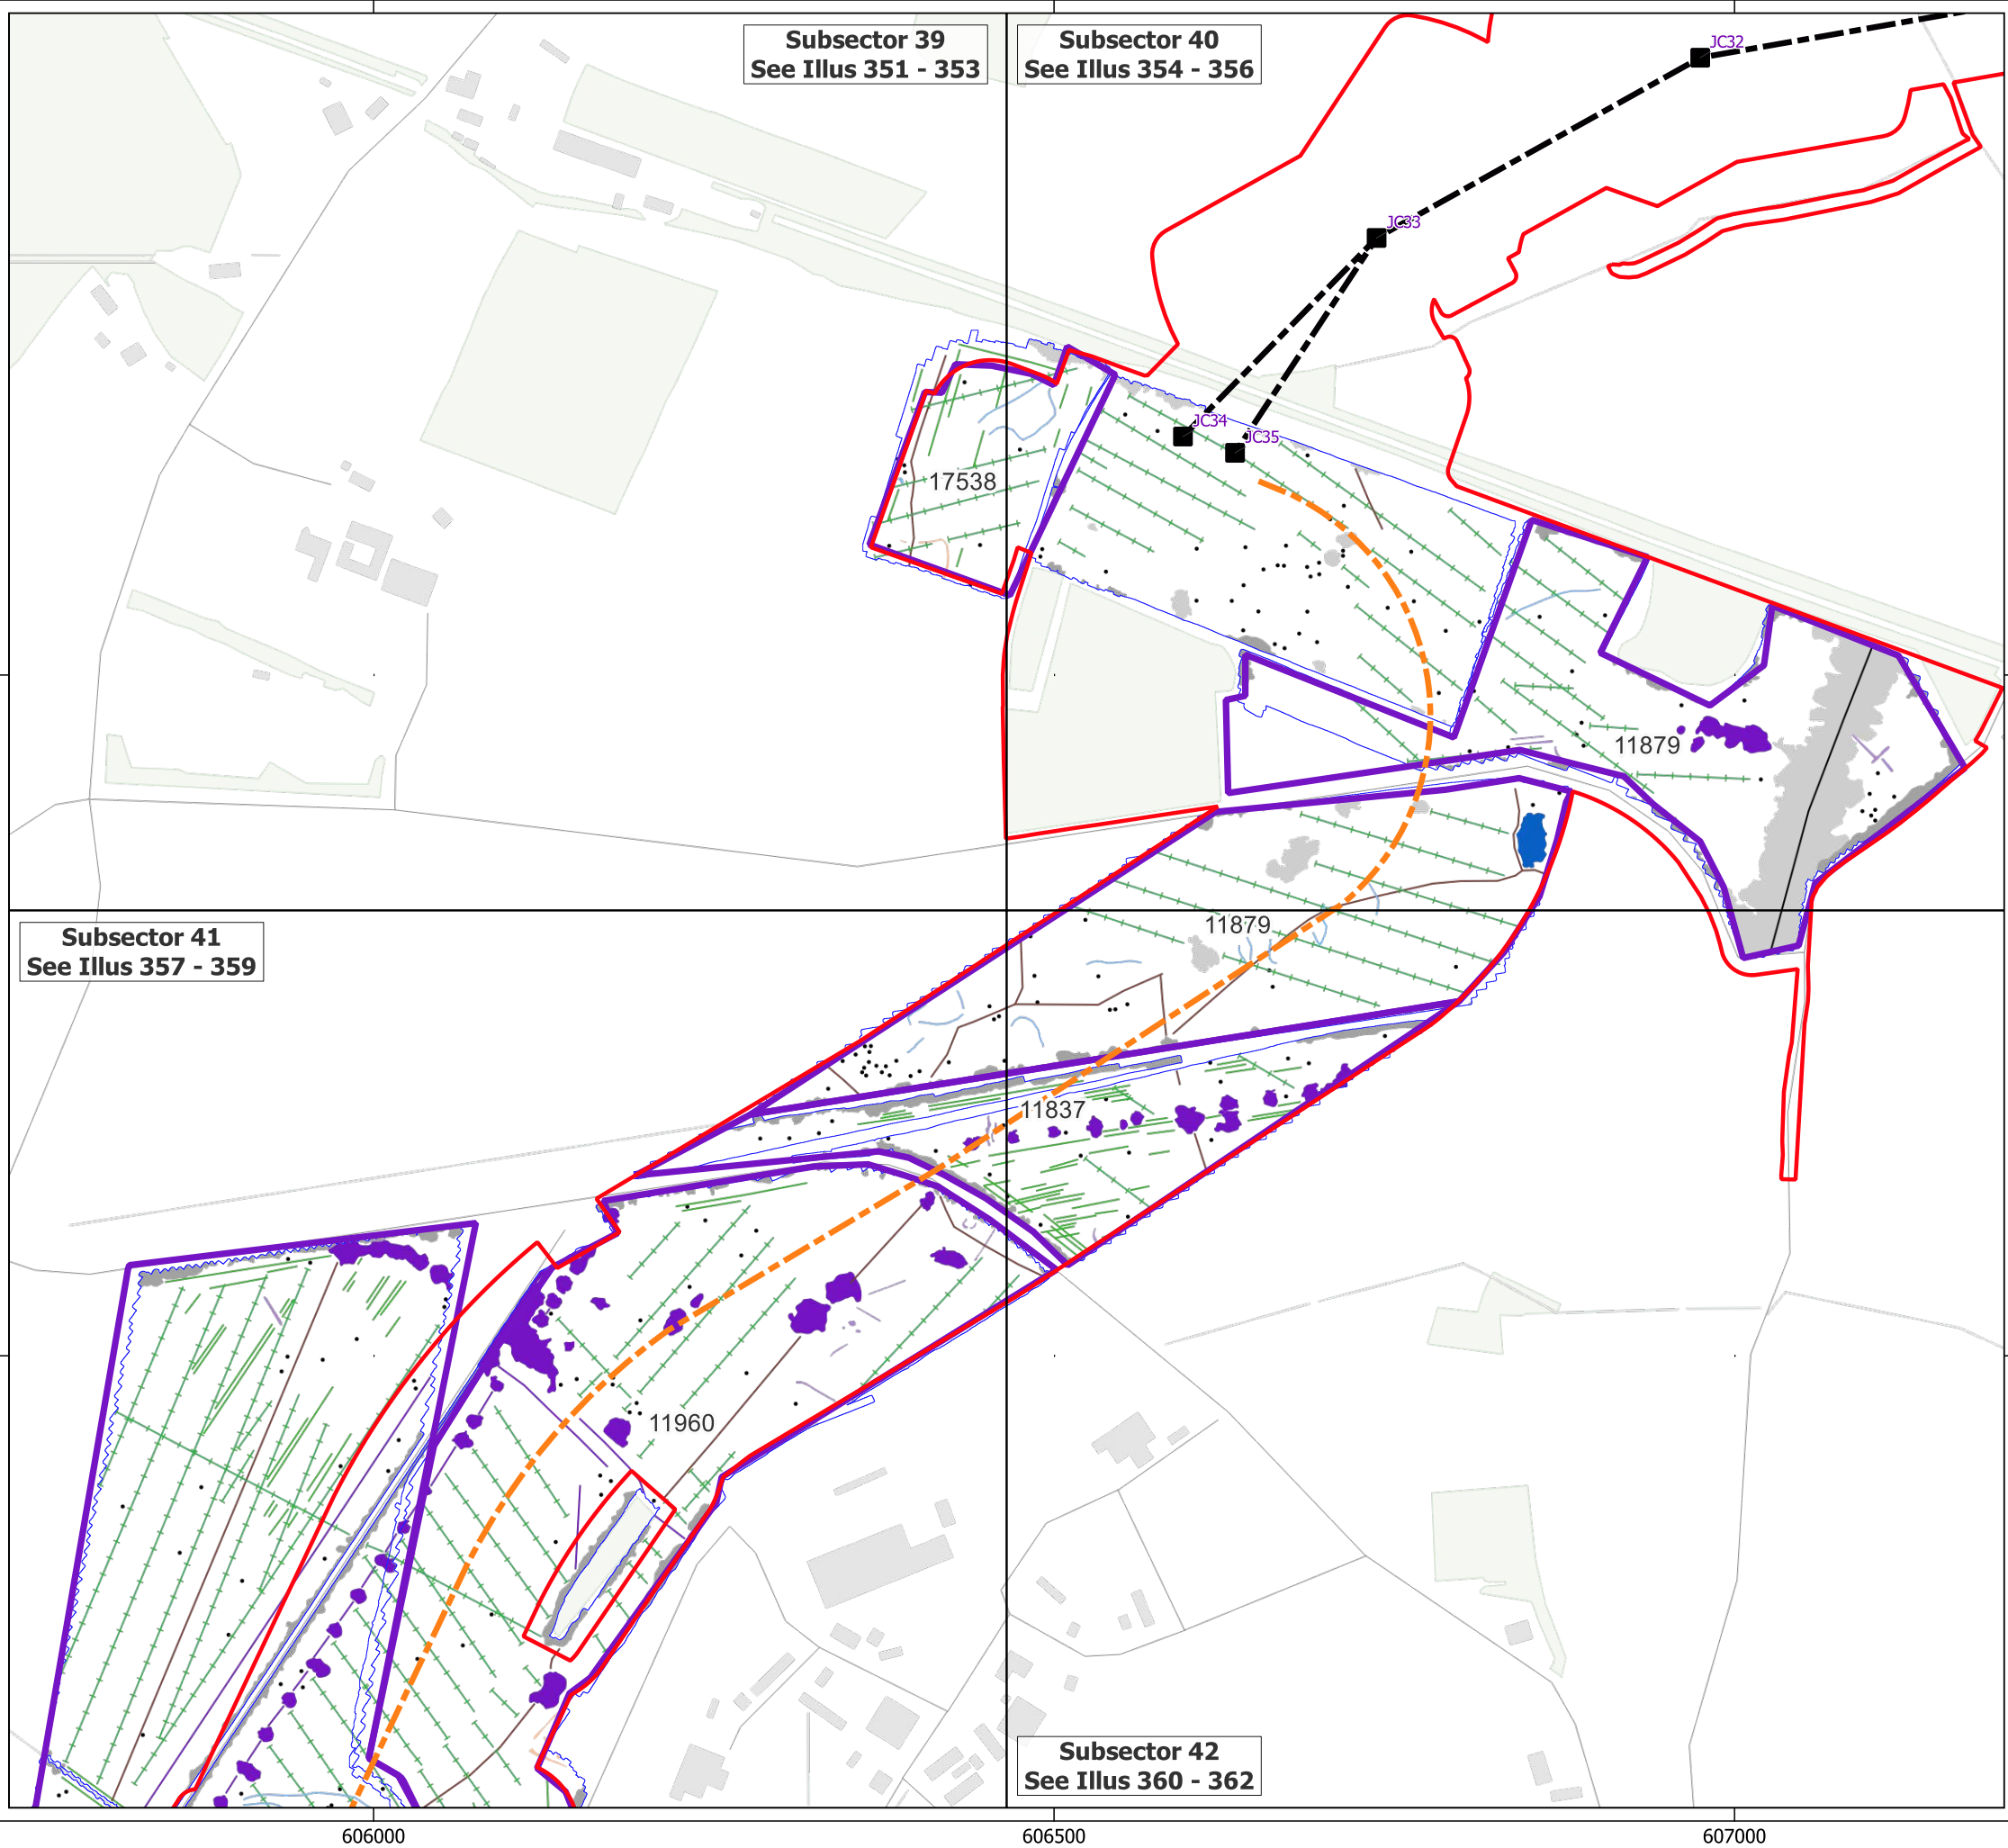 Subsector 39
See Illus 351 - 353
Subsector 40
See Illus 354 - 356
JC32
JC33
JC34
JC35
17538
11879
11879
Subsector 41
See Illus 357 - 359
11837
11960
Subsector 42
See Illus 360 - 362
606000
606500
607000